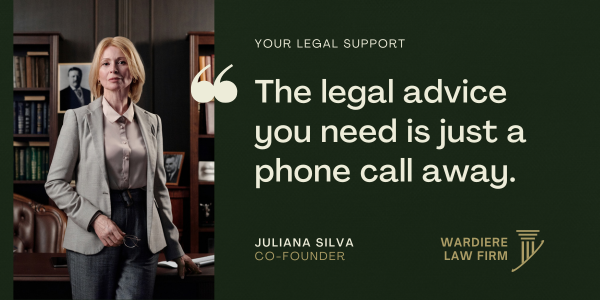 YOUR LEGAL SUPPORT
“
The legal advice
you need is just a
phone call away.
JULIANA SILVA
CO-FOUNDER
WARDIERE
LAW FIRM